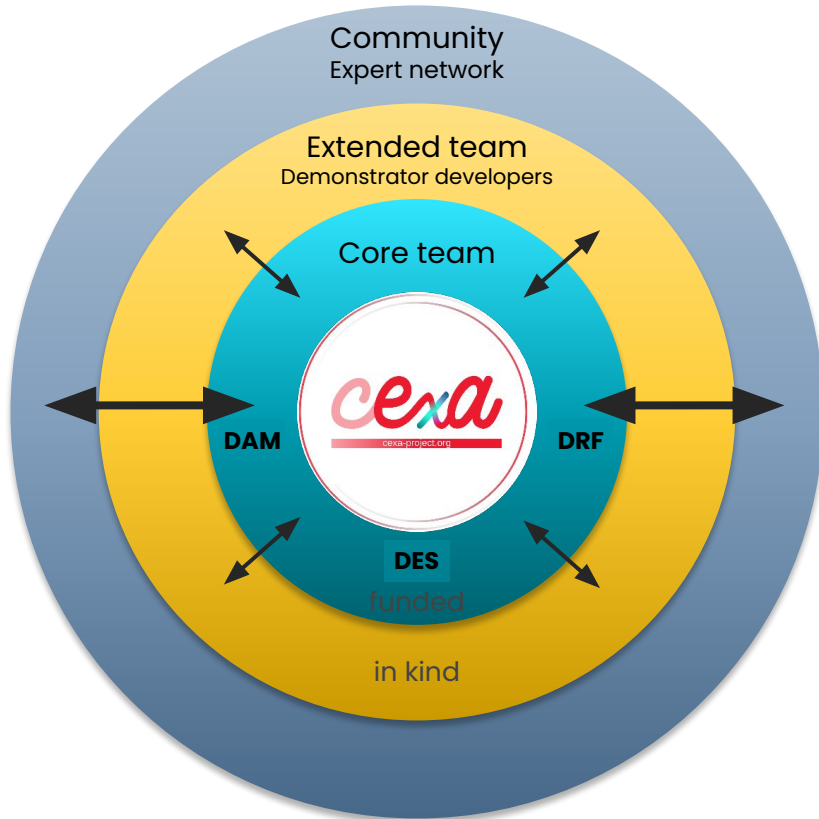 Community
Expert network
Extended team
Demonstrator developers
Core team
cexa
cexa-project.org
DAM
DRF
DES
funded
in kind